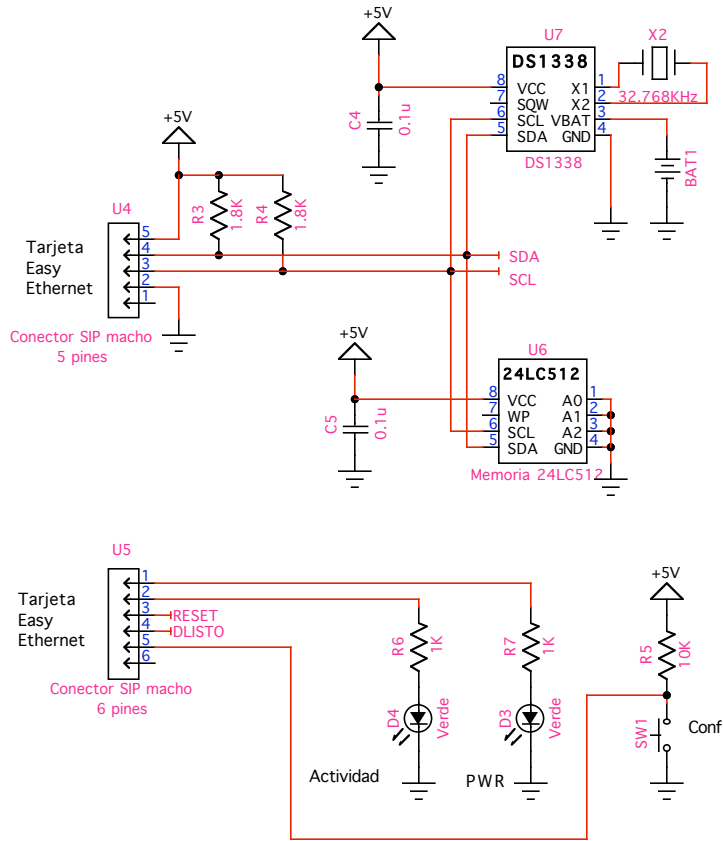 +5V
U7
X2
DS1338
8 VCC X1 1
7 SQW X2 2
32.768KHz
6 SCL VBAT 3
5 SDA GND 4
DS1338
C4
0.1u
BAT1
+5V
U4
R3
1.8K
R4
1.8K
Tarjeta
Easy
Ethernet
5
4
3
2
1
SDA
SCL
Conector SIP macho
5 pines
+5V
U6
24LC512
8 VCC A0 1
7 WP A1 2
6 SCL A2 3
5 SDA GND 4
Memoria 24LC512
C5
0.1u
U5
Tarjeta
Easy
Ethernet
1
2
3 RESET
4 DLISTO
5
6
Conector SIP macho
6 pines
R6
1K
R7
1K
+5V
R5
10K
D4
Verde
D3
Verde
SW1
Conf
Actividad
PWR